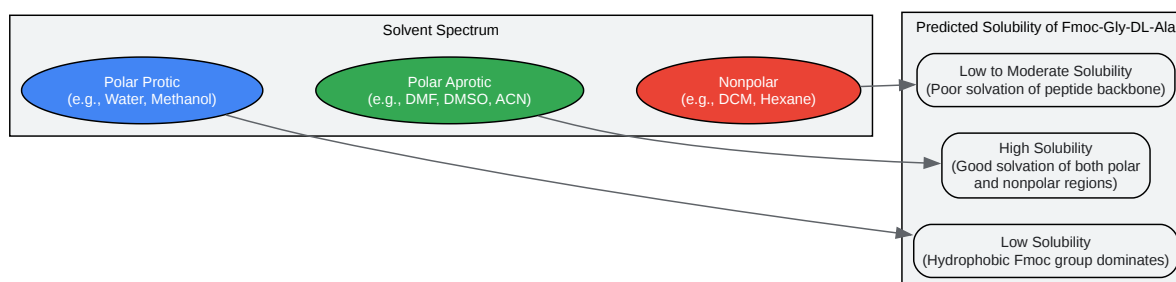 Solvent Spectrum
Polar Protic
(e.g., Water, Methanol)
Polar Aprotic
(e.g., DMF, DMSO, ACN)
Nonpolar
(e.g., DCM, Hexane)
Predicted Solubility of Fmoc-Gly-DL-Ala
Low to Moderate Solubility
(Poor solvation of peptide backbone)
High Solubility
(Good solvation of both polar
and nonpolar regions)
Low Solubility
(Hydrophobic Fmoc group dominates)